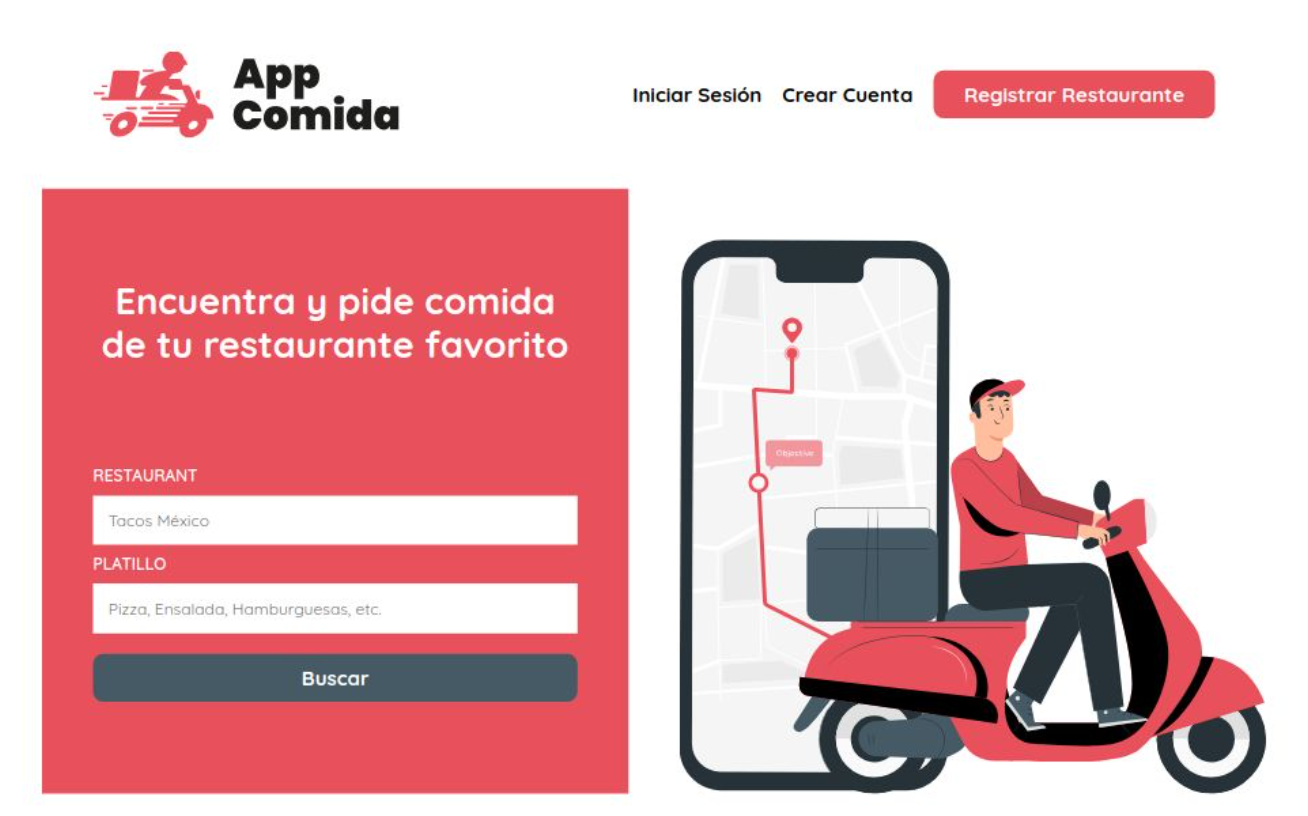 App
Comida
Iniciar Sesión
Crear Cuenta
Registrar Restaurante
Encuentra y pide comida
de tu restaurante favorito
RESTAURANT
Tacos México
PLATILLO
Pizza, Ensalada, Hamburguesas, etc.
Buscar
Objective